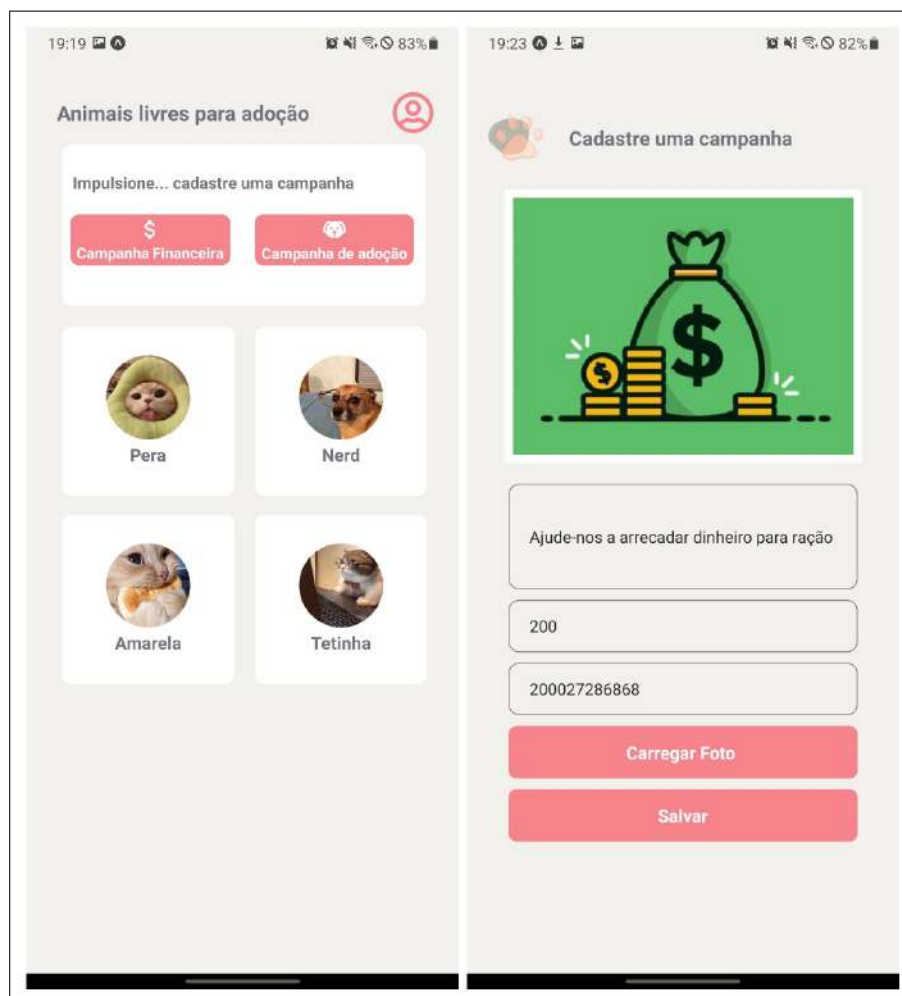 19:19
83%
Animais livres para adoção
Impulsione... cadastre uma campanha
$
Campanha Financeira
Campanha de adoção
Pera
Nerd
Amarela
Tetinha
19:23
82%
Cadastre uma campanha
$
$
Ajude-nos a arrecadar dinheiro para ração
200
200027286868
Carregar Foto
Salvar